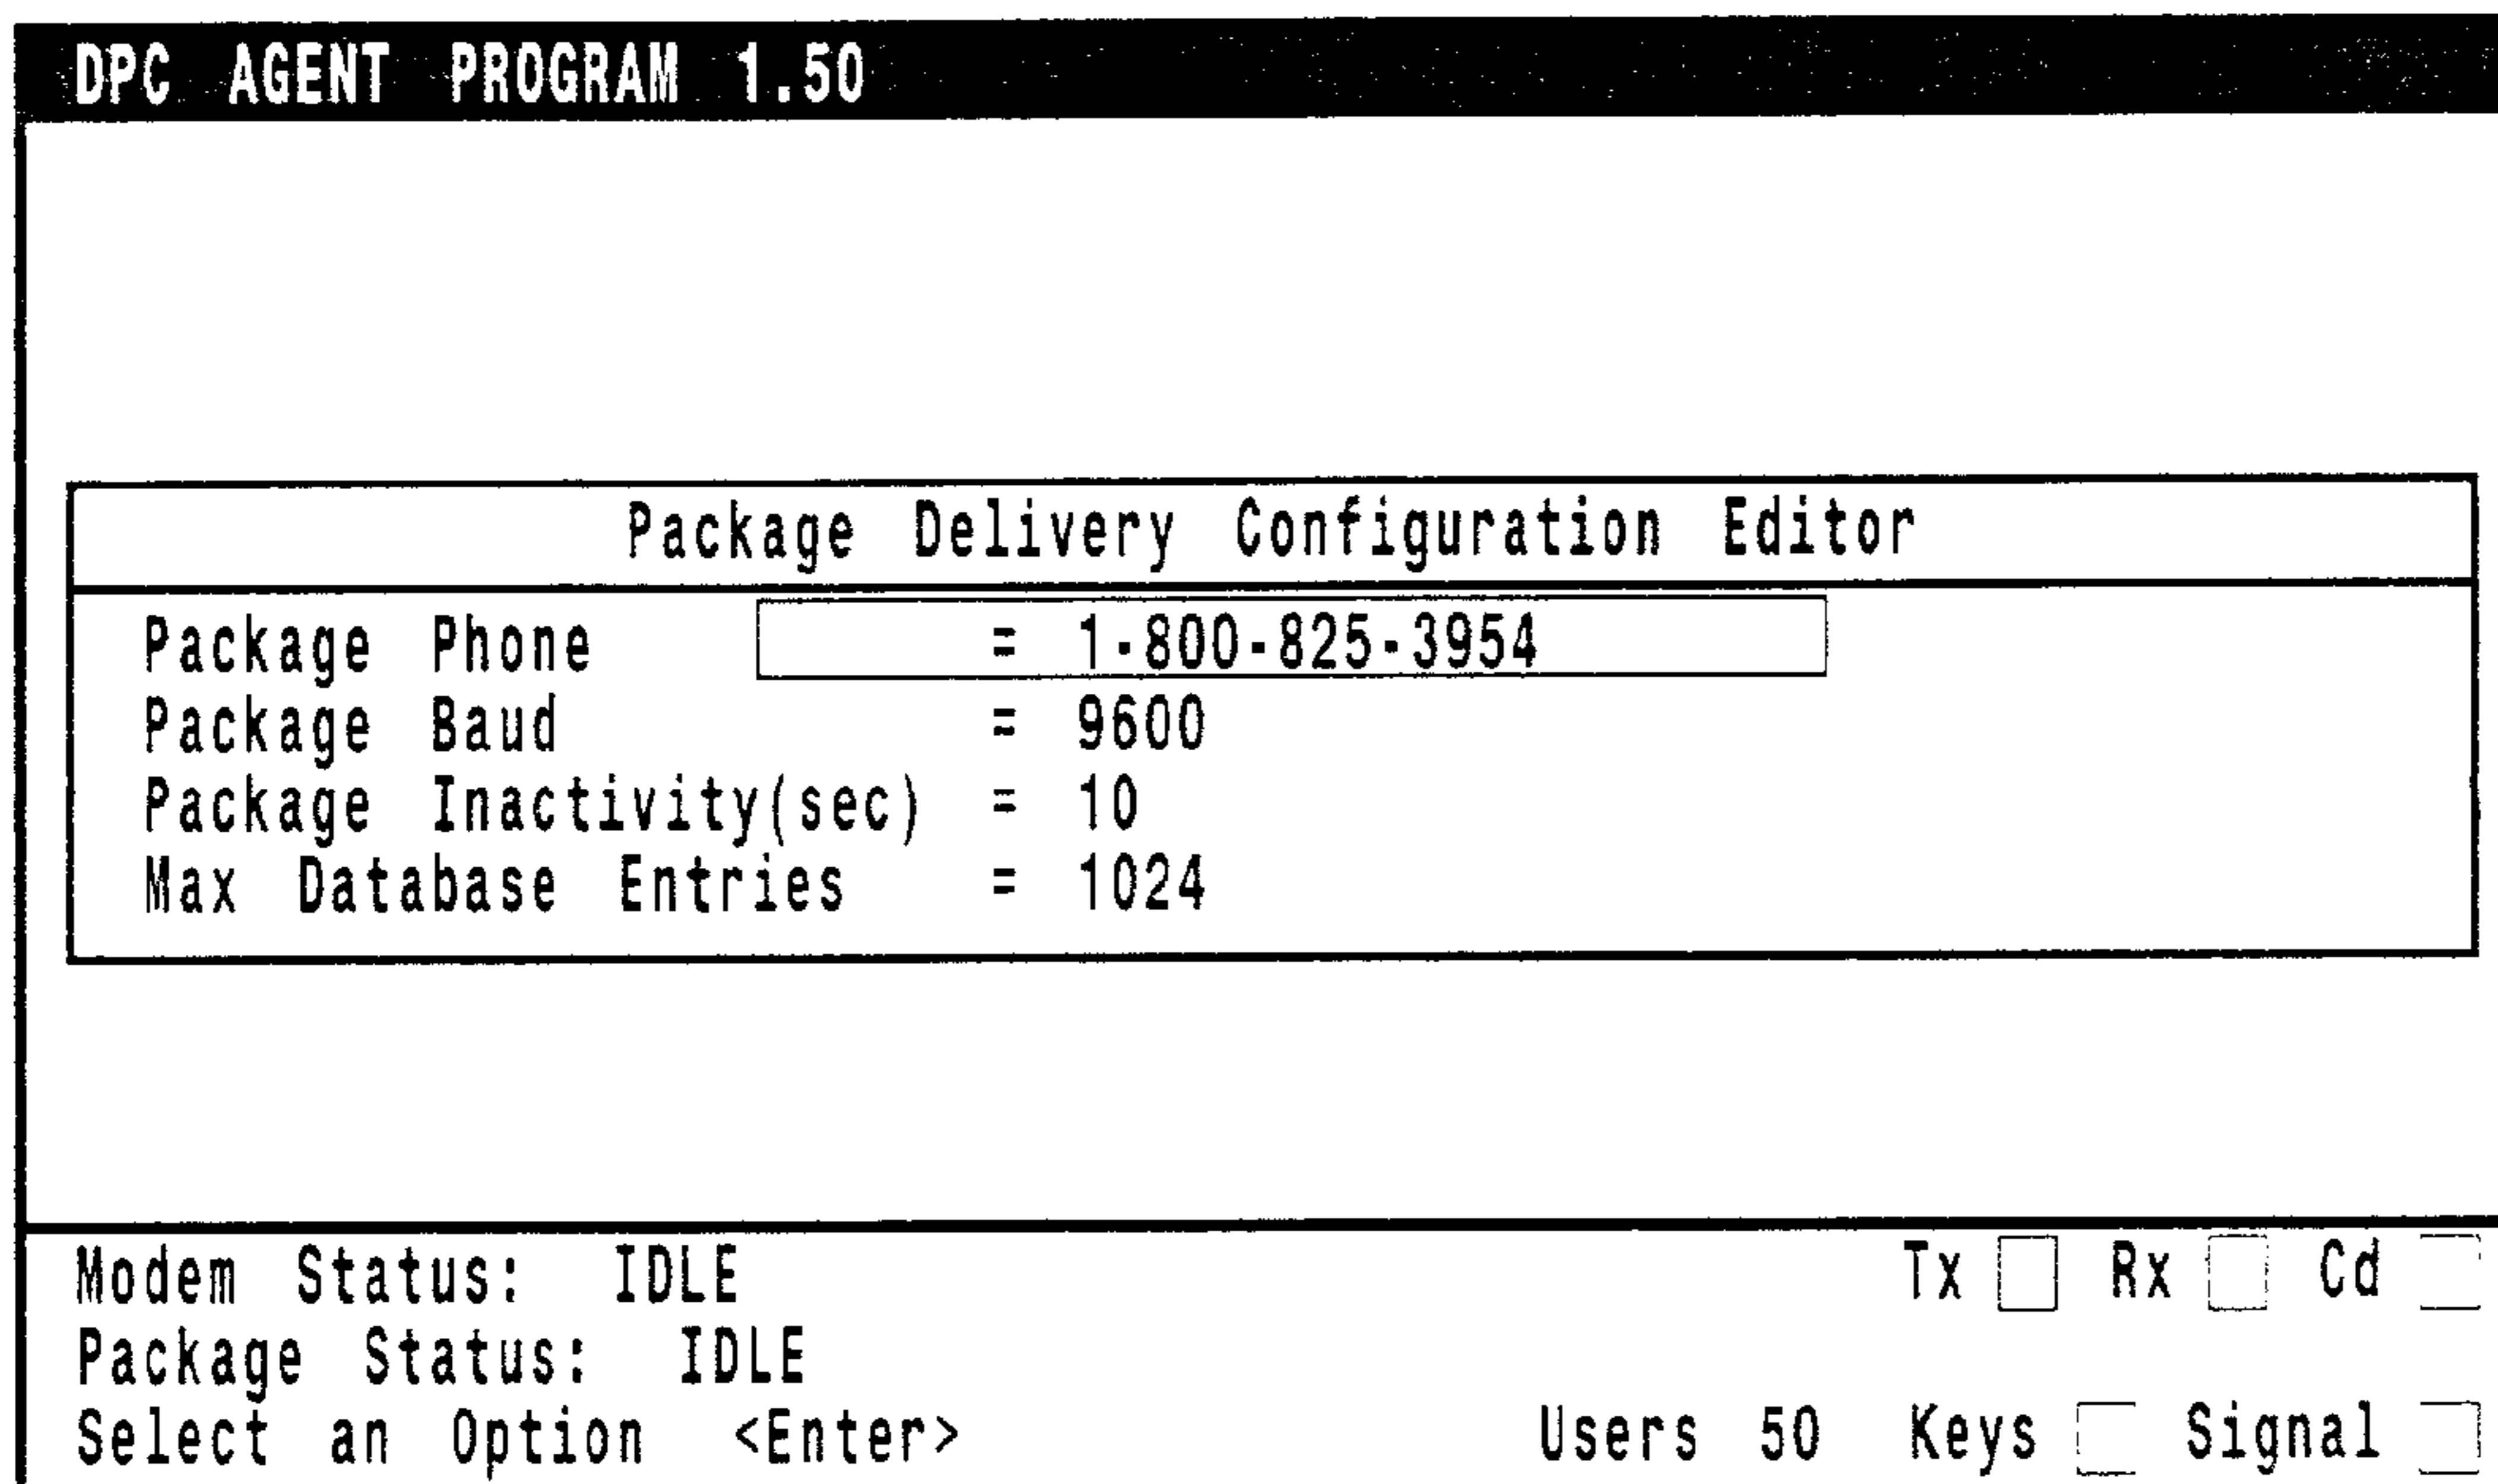 DPC AGENT PROGRAM 1.50
Package Delivery Configuration Editor
Package Phone = 1-800-825-3954
Package Baud = 9600
Package Inactivity(sec) = 10
Max Database Entries = 1024
Modem Status: IDLE Tx Rx Cd
Package Status: IDLE
Select an Option <Enter> Users 50 Keys Signal